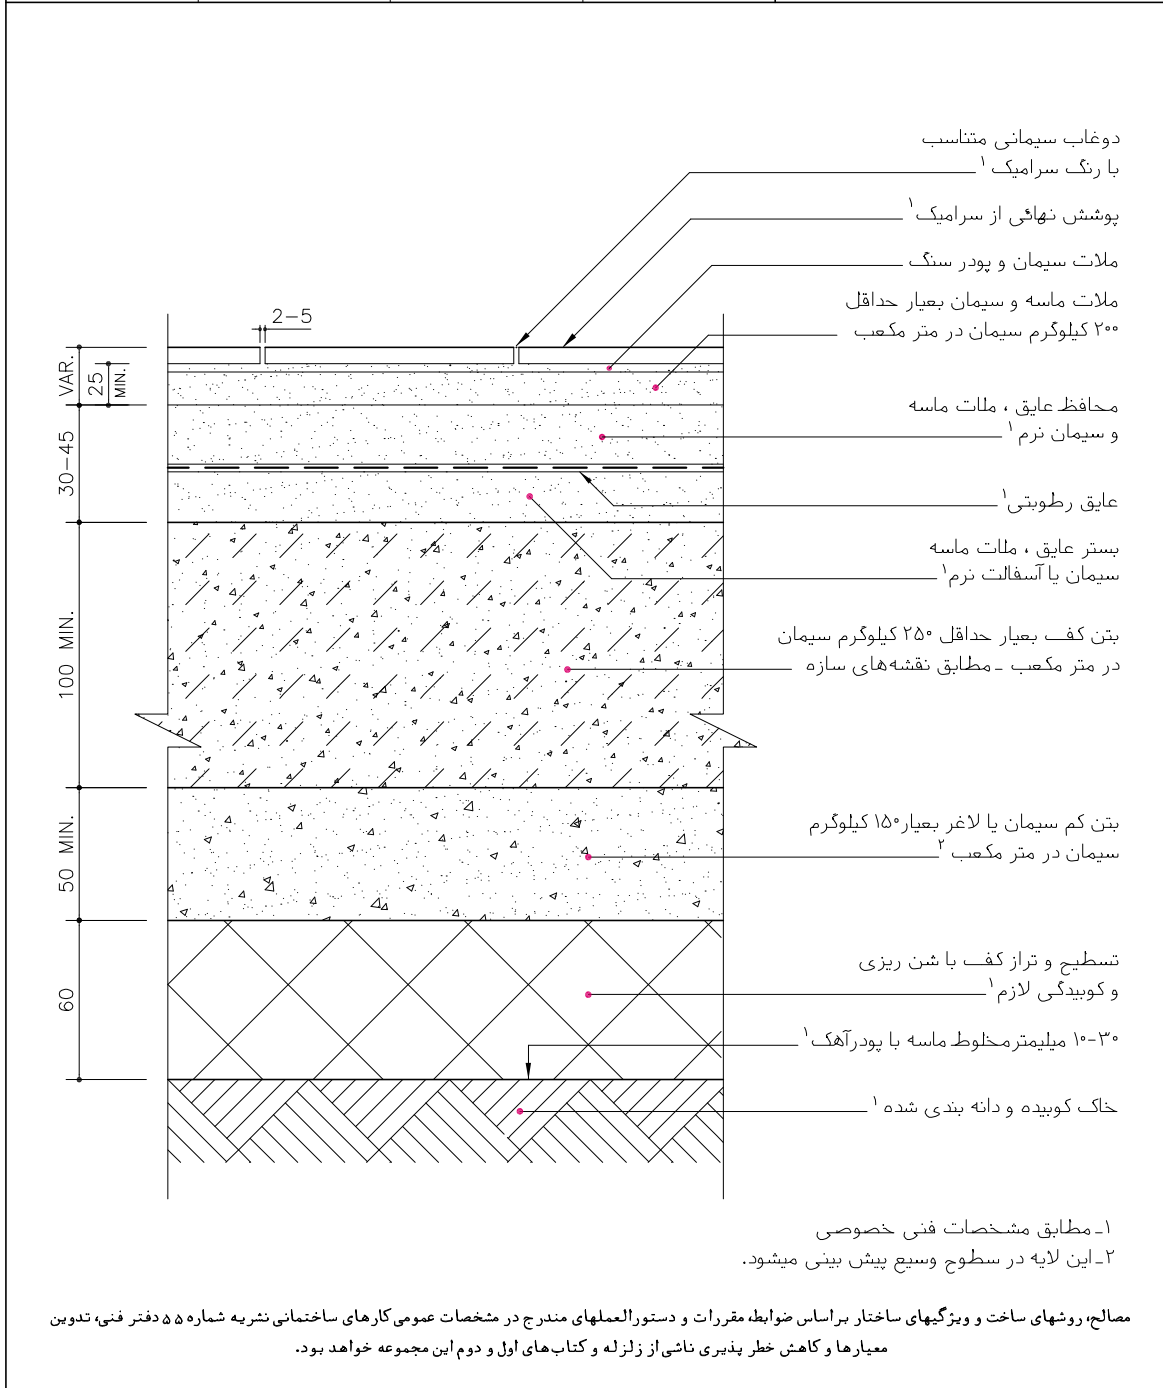 دوغاب سیمانی متناسب
با رنگ سرامیک ۱
پوشش نهائی از سرامیک ۱
ملات سیمان و پودر سنگ
ملات ماسه و سیمان بعیار حداقل
۲۰۰ کیلوگرم سیمان در متر مکعب
2-5
VAR.
25
MIN.
محافظ عایق ، ملات ماسه
و سیمان نرم ۱
30-45
عایق رطوبتی ۱
بستر عایق ، ملات ماسه
سیمان یا آسفالت نرم ۱
بتن کف بعیار حداقل ۲۵۰ کیلوگرم سیمان
در متر مکعب ـ مطابق نقشه‌های سازه
100 MIN.
بتن کم سیمان یا لاغر بعیار ۱۵۰ کیلوگرم
سیمان در متر مکعب ۲
50 MIN.
تسطیح و تراز کف با شن ریزی
و کوبیدگی لازم ۱
60
۱۰-۳۰ میلیمتر مخلوط ماسه با پودرآهک ۱
خاک کوبیده و دانه بندی شده ۱
۱ـ مطابق مشخصات فنی خصوصی
۲ـ این لایه در سطوح وسیع پیش بینی میشود.
مصالح، روشهای ساخت و ویژگیهای ساختار براساس ضوابط، مقررات و دستورالعملهای مندرج در مشخصات عمومی کارهای ساختمانی نشریه شماره ۵۵ دفتر فنی، تدوین
معیارها و کاهش خطر پذیری ناشی از زلزله و کتاب‌های اول و دوم این مجموعه خواهد بود.